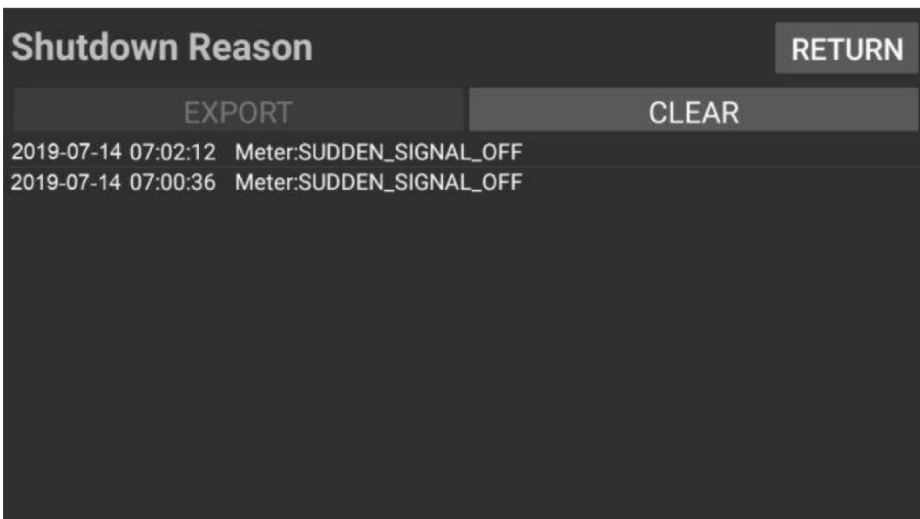 Shutdown Reason
RETURN
EXPORT
CLEAR
2019-07-14 07:02:12 Meter:SUDDEN_SIGNAL_OFF
2019-07-14 07:00:36 Meter:SUDDEN_SIGNAL_OFF